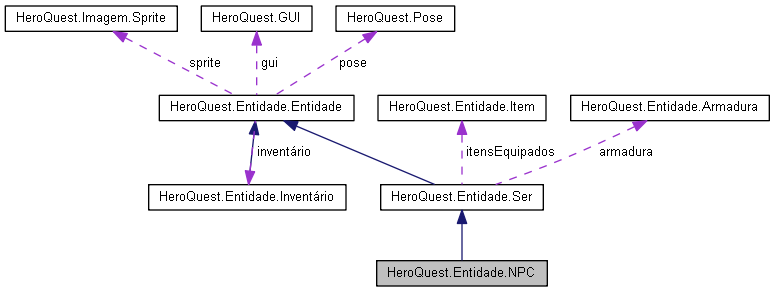 HeroQuest.Imagem.Sprite
HeroQuest.GUI
HeroQuest.Pose
sprite
gui
pose
HeroQuest.Entidade.Entidade
HeroQuest.Entidade.Item
HeroQuest.Entidade.Armadura
inventário
itensEquipados
armadura
HeroQuest.Entidade.Inventário
HeroQuest.Entidade.Ser
HeroQuest.Entidade.NPC